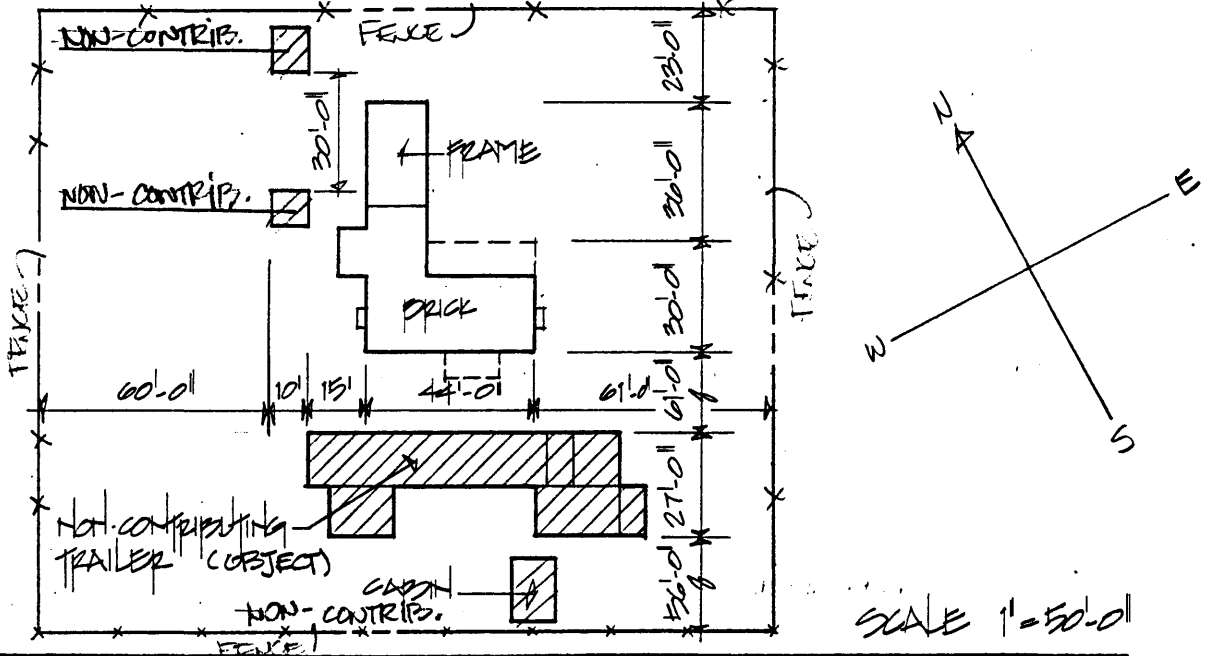 NON-CONTRIB.
FENCE
23'-0"
30'-0"
FRAME
36'-0"
NON-CONTRIB.
FENCE
FENCE
BRICK
30'-0"
60'-0"
10'
15'
44'-0"
61'-0"
61'-0"
27'-0"
NON-CONTRIBUTING
TRAILER (OBJECT)
CABIN
NON-CONTRIB.
56'-0"
FENCE
N
E
W
S
SCALE 1"=50'-0"